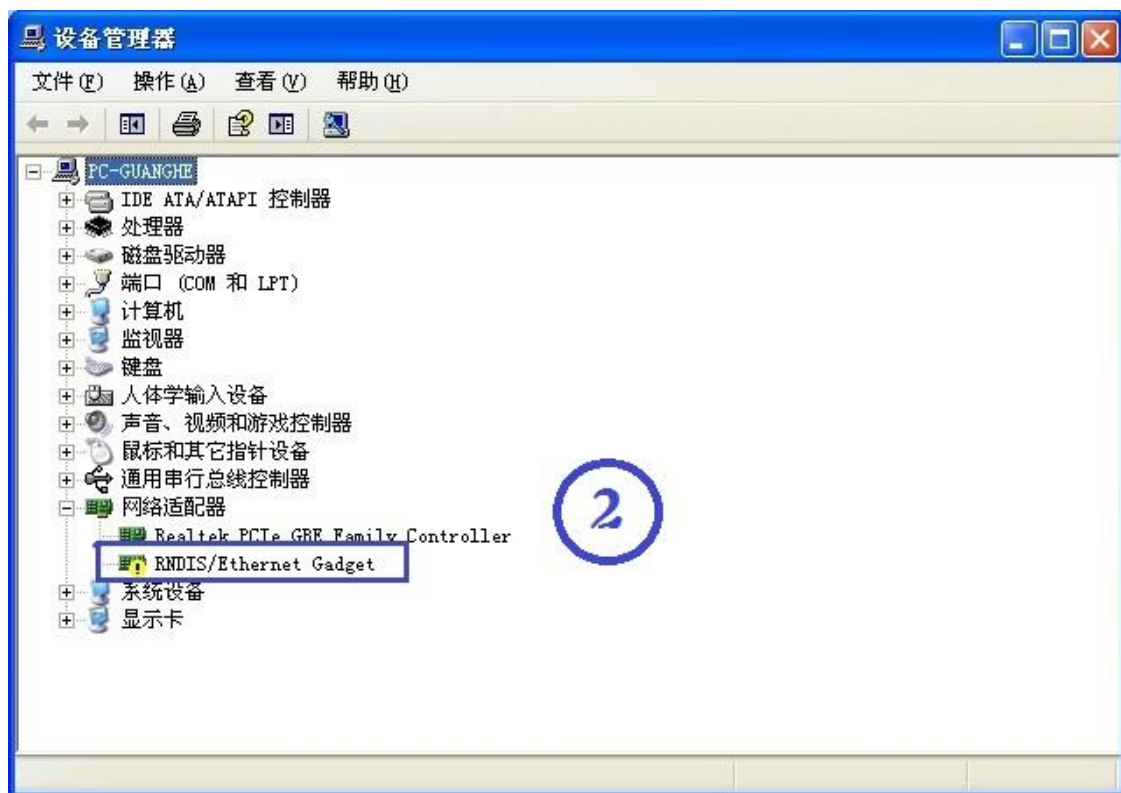 设备管理器
文件(F) 操作(A) 查看(V) 帮助(H)
PC-GUANGHE
IDE ATA/ATAPI 控制器
处理器
磁盘驱动器
端口 (COM 和 LPT)
计算机
监视器
键盘
人体学输入设备
声音、视频和游戏控制器
鼠标和其它指针设备
通用串行总线控制器
网络适配器
Realtek PCIe GBE Family Controller
RNDIS/Ethernet Gadget
系统设备
显示卡
2